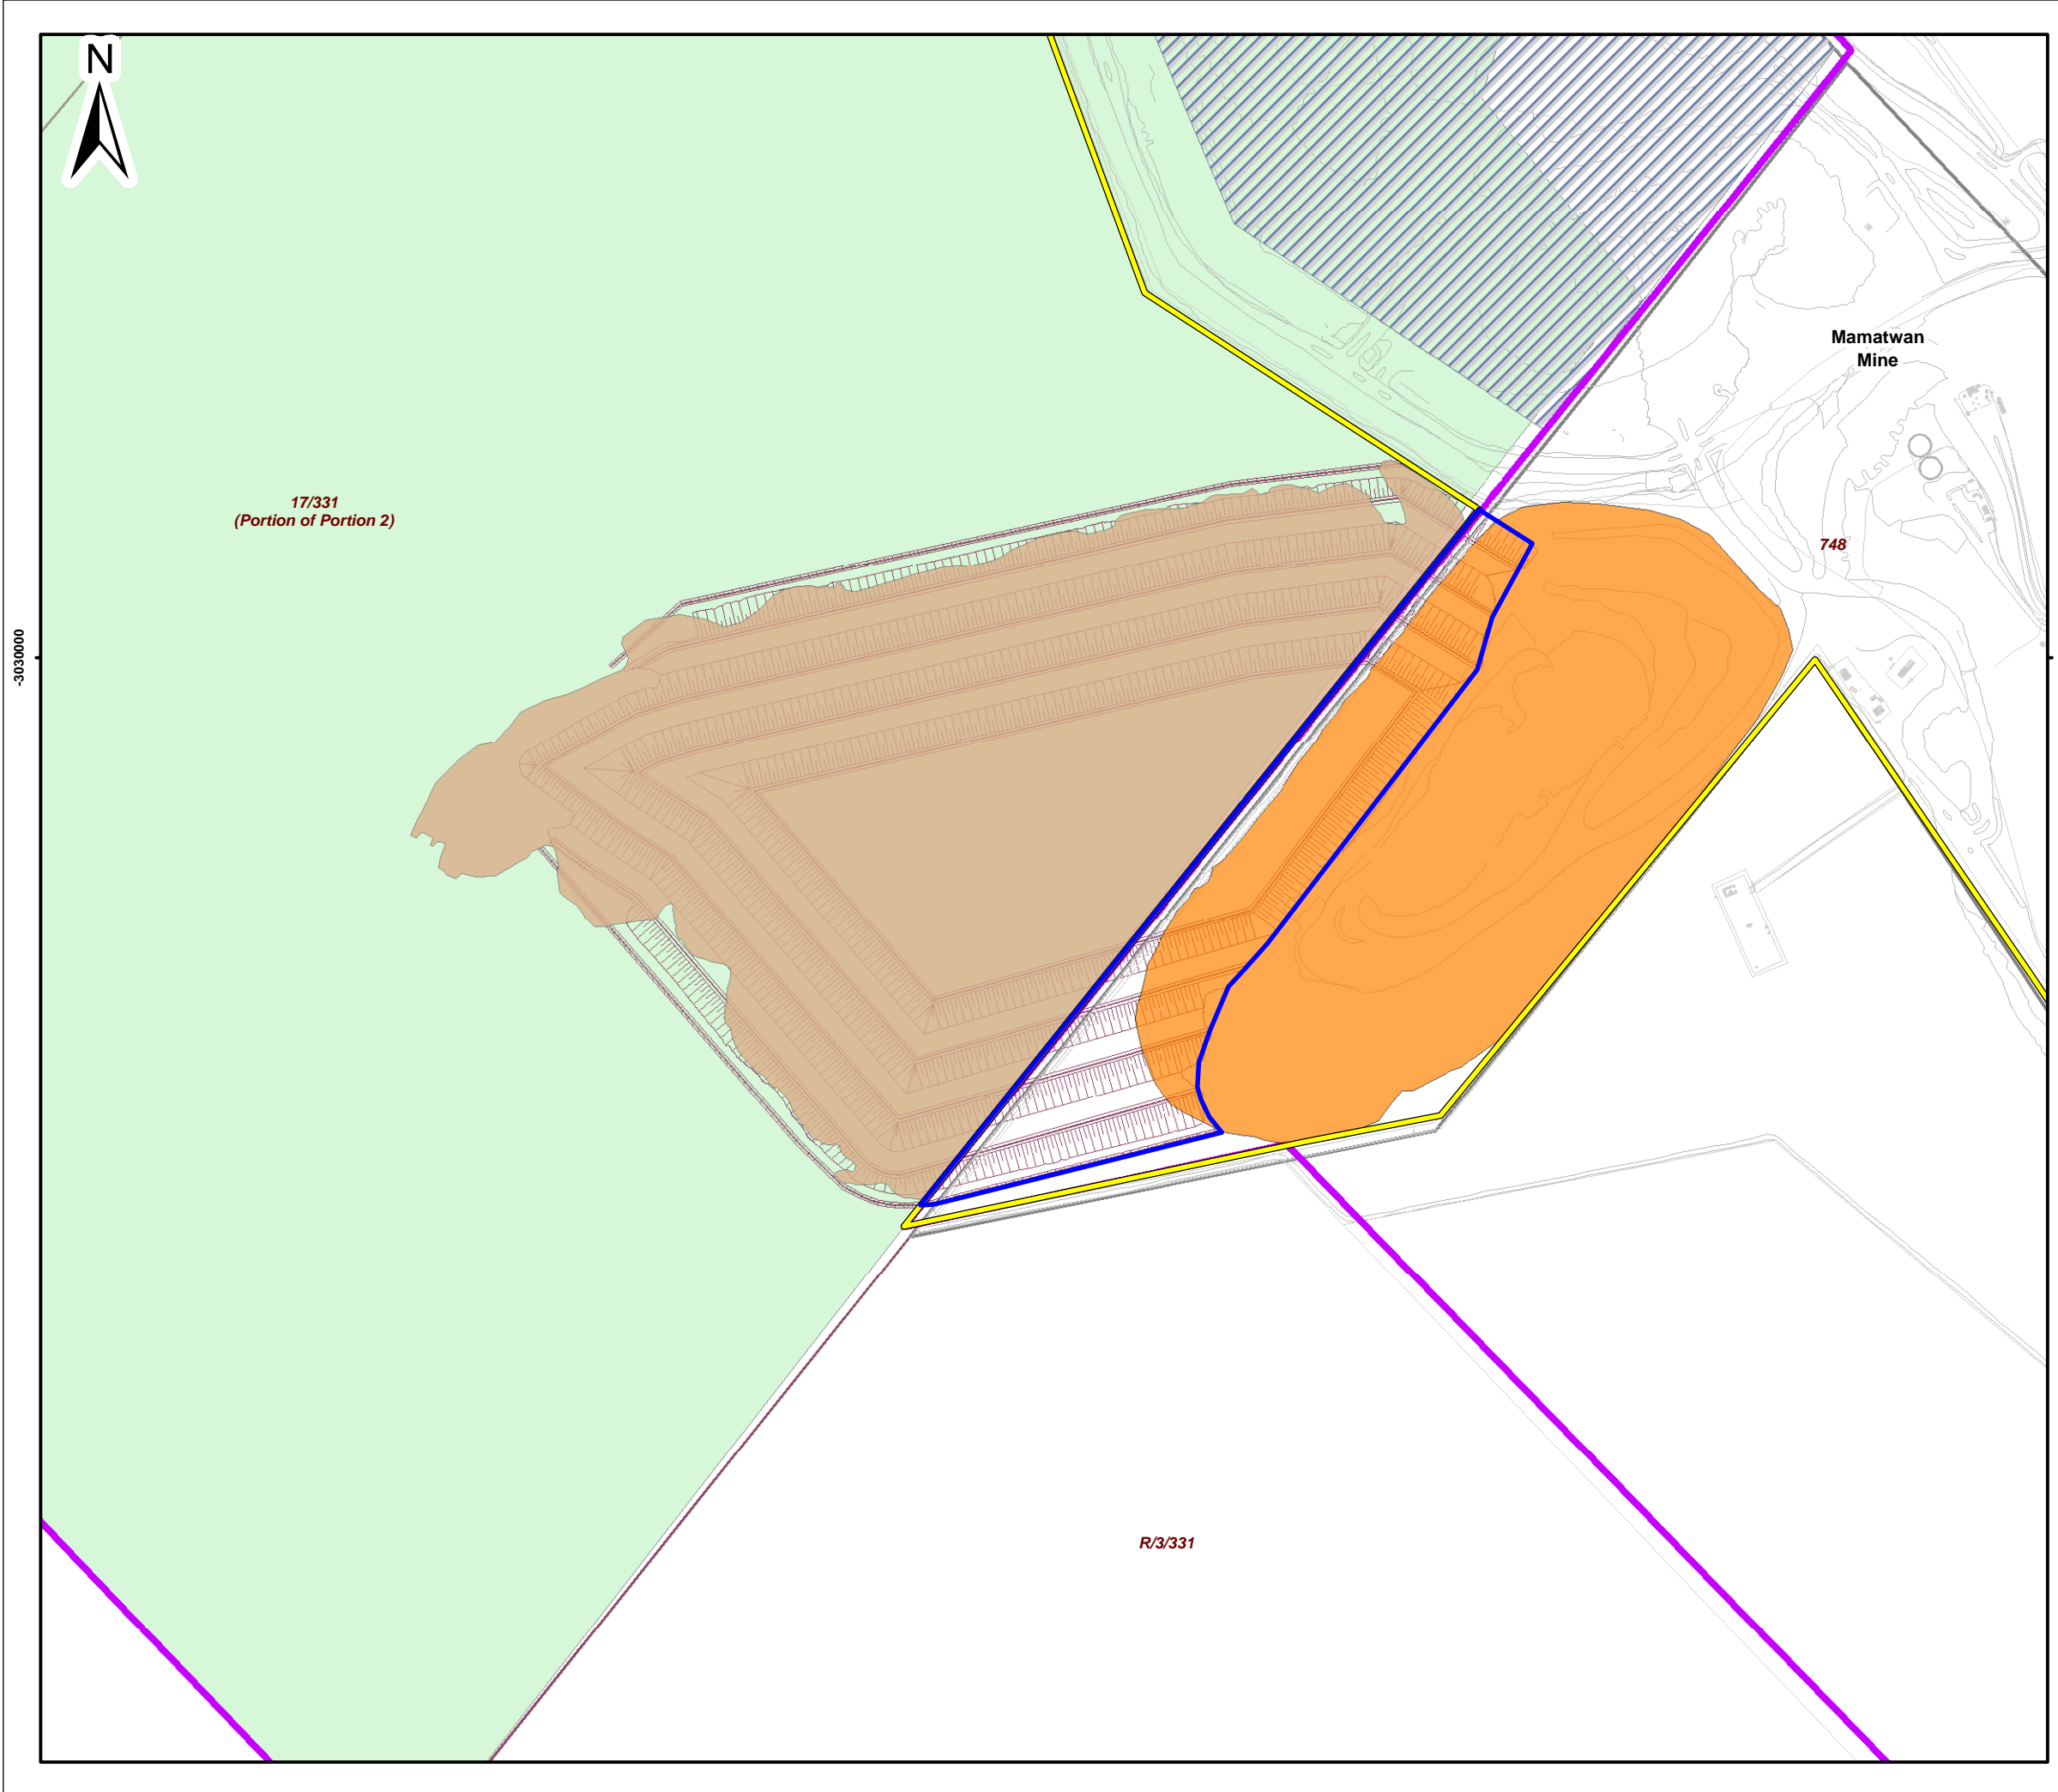 N
Mamatwan
Mine
17/331
(Portion of Portion 2)
748
-3030000
R/3/331